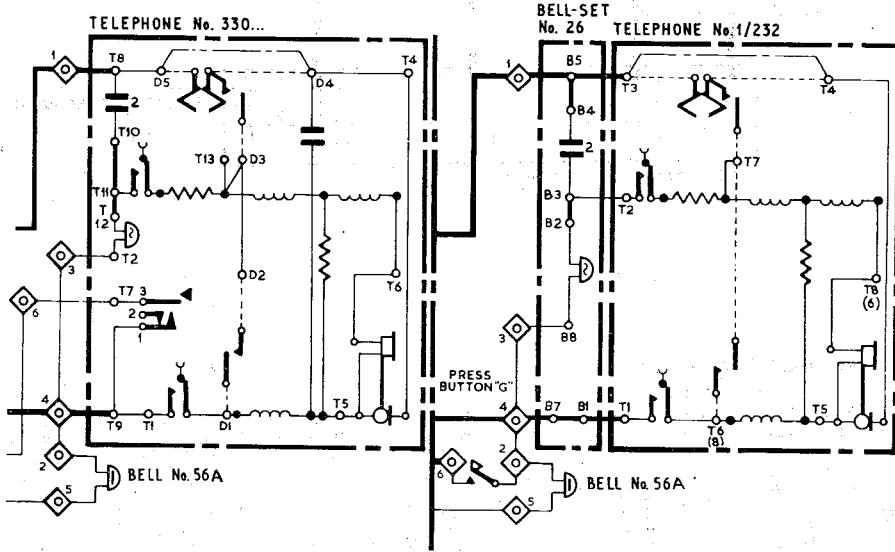 TELEPHONE No. 330...
BELL-SET
No. 26
TELEPHONE No. 1/232
1
T8
D5
D4
T4
2
T10
T13
D3
T11
T
12
3
T2
D2
T6
6
T7
3
2
1
4
T9
T1
D1
T5
2
5
BELL No. 56A
1
B5
B4
2
B3
B2
3
B8
PRESS
BUTTON "G"
4
B7
B1
6
2
5
BELL No. 56A
T3
T4
T7
T2
T8
(6)
T1
T6
(8)
T5